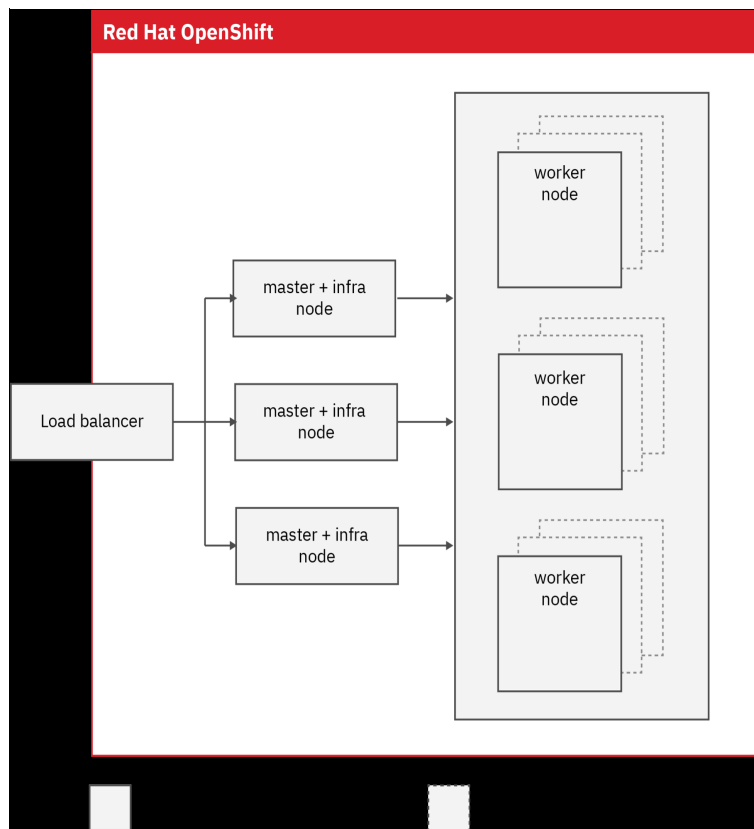 Red Hat OpenShift
worker
node
master + infra
node
worker
node
Load balancer
master + infra
node
master + infra
node
worker
node